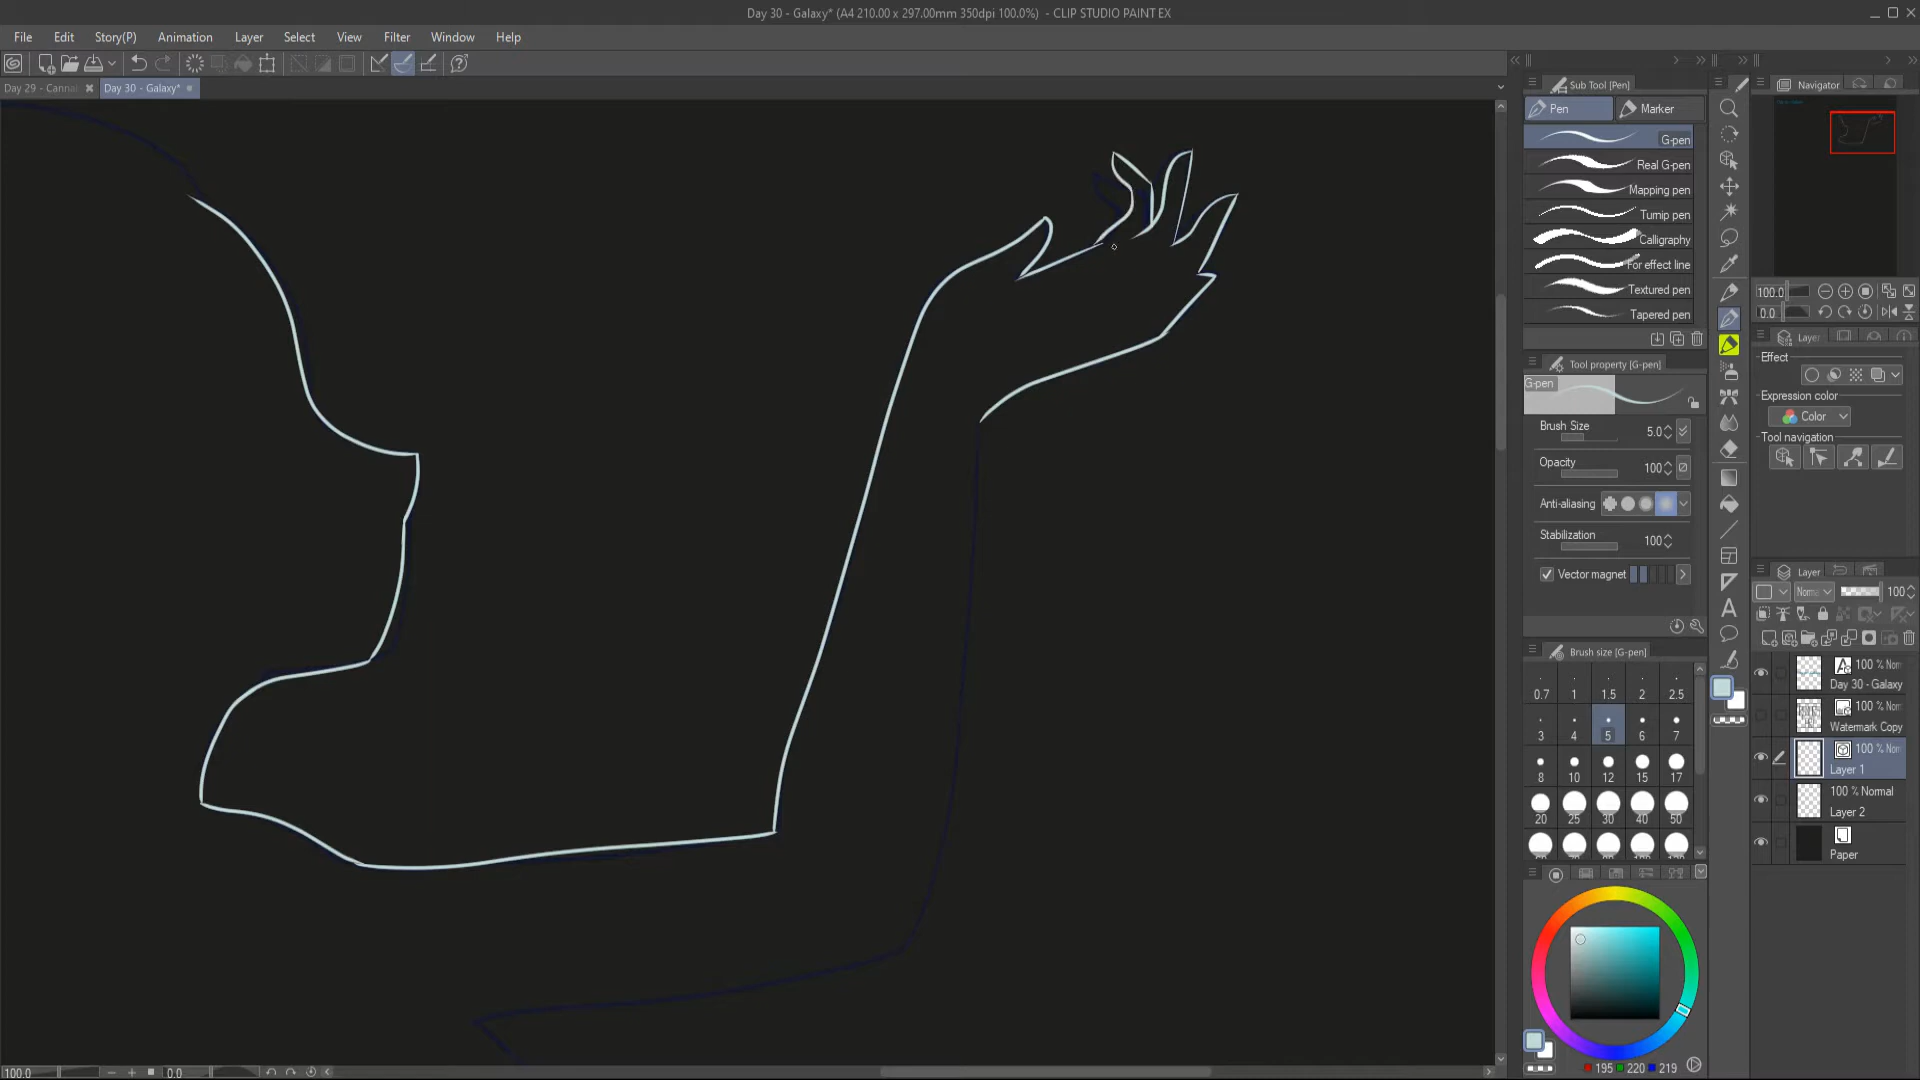 Day 30 - Galaxy* (A4 210.00 x 297.00mm 350dpi 100.0%) - CLIP STUDIO PAINT EX
File Edit Story(P) Animation Layer Select View Filter Window Help
Day 29 - Canna Day 30 - Galaxy*
Sub Tool [Pen]
Pen Marker
G-pen
Real G-pen
Mapping pen
Turnip pen
Calligraphy
For effect line
Textured pen
Tapered pen
Tool property [G-pen]
G-pen
Brush Size 5.0
Opacity 100
Anti-aliasing
Stabilization 100
Vector magnet
Brush size [G-pen]
0.7 1 1.5 2 2.5
3 4 5 6 7
8 10 12 15 17
20 25 30 40 50
195 220 219
Navigator
100.0
0.0
Layer
Effect
Expression color
Color
Tool navigation
Layer
Norma 100
100 % Norm
Day 30 - Galaxy
100 % Norm
Watermark Copy
100 % Norm
Layer 1
100 % Normal
Layer 2
Paper
100.0 0.0